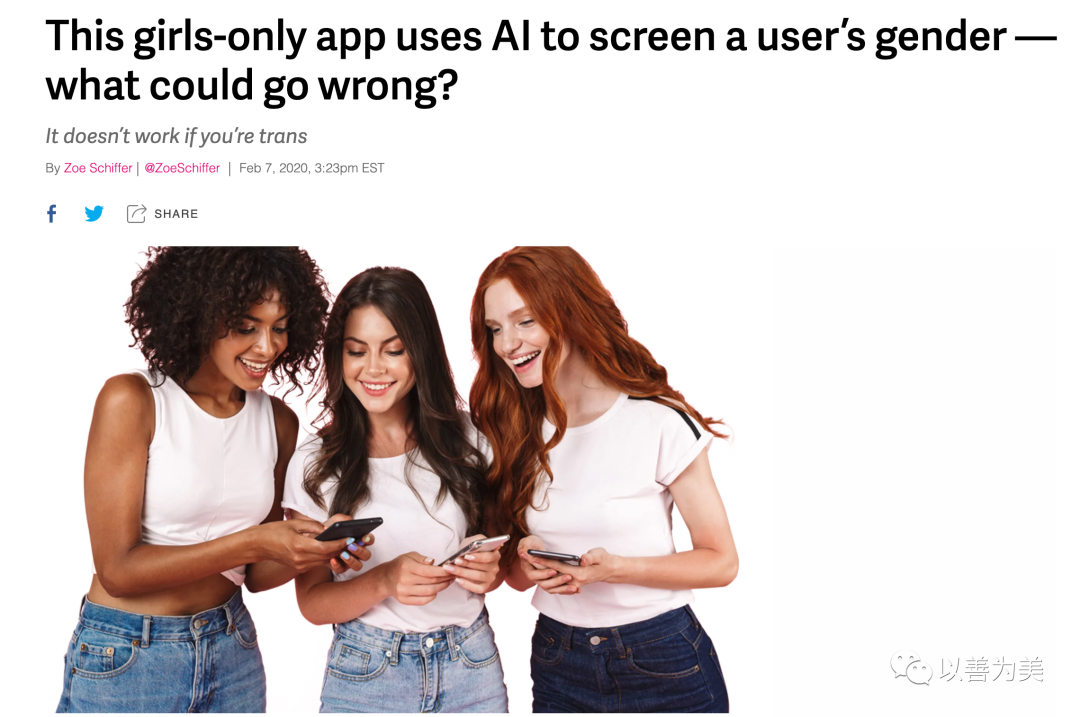 This girls-only app uses AI to screen a user’s gender —
what could go wrong?
It doesn’t work if you’re trans
By Zoe Schiffer | @ZoeSchiffer | Feb 7, 2020, 3:23pm EST
SHARE
以善为美